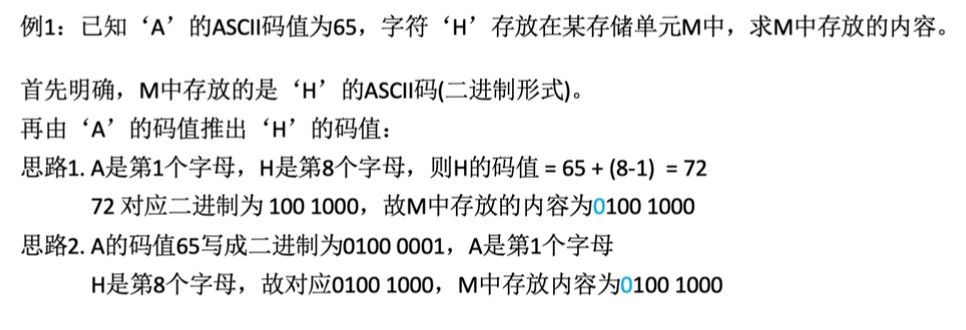 例1：已知‘A’的ASCII码值为65，字符‘H’存放在某存储单元M中，求M中存放的内容。
首先明确，M中存放的是‘H’的ASCII码(二进制形式)。
再由‘A’的码值推出‘H’的码值：
思路1. A是第1个字母，H是第8个字母，则H的码值 = 65 + (8-1) = 72
72 对应二进制为 100 1000，故M中存放的内容为0100 1000
思路2. A的码值65写成二进制为0100 0001，A是第1个字母
H是第8个字母，故对应0100 1000，M中存放内容为0100 1000